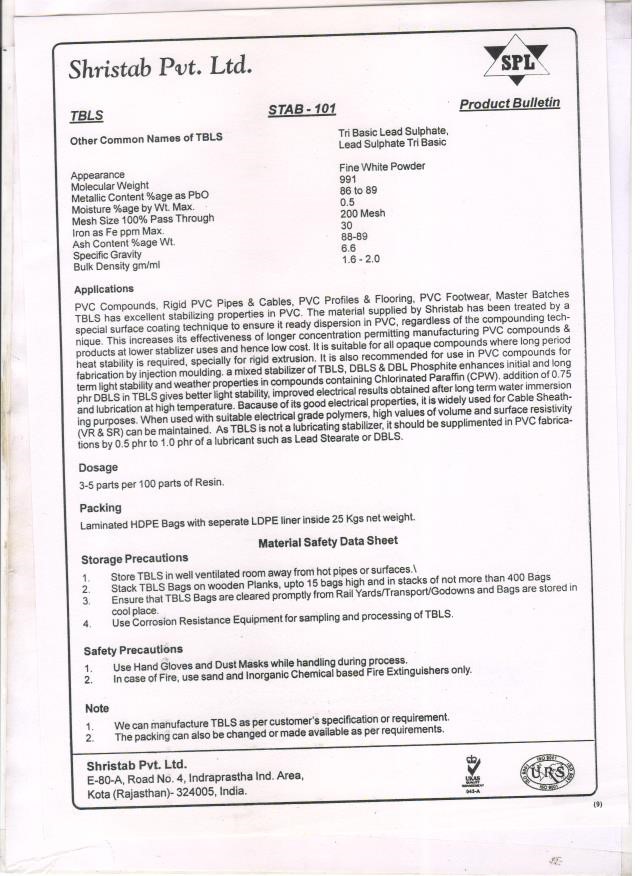 Shristab Pvt. Ltd.
SPL
TBLS
STAB - 101
Product Bulletin
Other Common Names of TBLS
Tri Basic Lead Sulphate,
Lead Sulphate Tri Basic
Appearance Fine White Powder
Molecular Weight 991
Metallic Content %age as PbO 86 to 89
Moisture %age by Wt. Max. 0.5
Mesh Size 100% Pass Through 200 Mesh
Iron as Fe ppm Max. 30
Ash Content %age Wt. 88-89
Specific Gravity 6.6
Bulk Density gm/ml 1.6 - 2.0
Applications
PVC Compounds, Rigid PVC Pipes & Cables, PVC Profiles & Flooring, PVC Footwear, Master Batches
TBLS has excellent stabilizing properties in PVC. The material supplied by Shristab has been treated by a
special surface coating technique to ensure it ready dispersion in PVC, regardless of the compounding tech-
nique. This increases its effectiveness of longer concentration permitting manufacturing PVC compounds &
products at lower stablizer uses and hence low cost. It is suitable for all opaque compounds where long period
heat stability is required, specially for rigid extrusion. It is also recommended for use in PVC compounds for
fabrication by injection moulding. a mixed stabilizer of TBLS, DBLS & DBL Phosphite enhances initial and long
term light stability and weather properties in compounds containing Chlorinated Paraffin (CPW). addition of 0.75
phr DBLS in TBLS gives better light stability, improved electrical results obtained after long term water immersion
and lubrication at high temperature. Bacause of its good electrical properties, it is widely used for Cable Sheath-
ing purposes. When used with suitable electrical grade polymers, high values of volume and surface resistivity
(VR & SR) can be maintained. As TBLS is not a lubricating stabilizer, it should be supplimented in PVC fabrica-
tions by 0.5 phr to 1.0 phr of a lubricant such as Lead Stearate or DBLS.
Dosage
3-5 parts per 100 parts of Resin.
Packing
Laminated HDPE Bags with seperate LDPE liner inside 25 Kgs net weight.
Material Safety Data Sheet
Storage Precautions
1. Store TBLS in well ventilated room away from hot pipes or surfaces.\
2. Stack TBLS Bags on wooden Planks, upto 15 bags high and in stacks of not more than 400 Bags
3. Ensure that TBLS Bags are cleared promptly from Rail Yards/Transport/Godowns and Bags are stored in
cool place.
4. Use Corrosion Resistance Equipment for sampling and processing of TBLS.
Safety Precautions
1. Use Hand Gloves and Dust Masks while handling during process.
2. In case of Fire, use sand and Inorganic Chemical based Fire Extinguishers only.
Note
1. We can manufacture TBLS as per customer's specification or requirement.
2. The packing can also be changed or made available as per requirements.
Shristab Pvt. Ltd.
E-80-A, Road No. 4, Indraprastha Ind. Area,
Kota (Rajasthan)- 324005, India.
UKAS
QUALITY
MANAGEMENT
043-A
ISO 9001
URS
ISO 9001
(9)